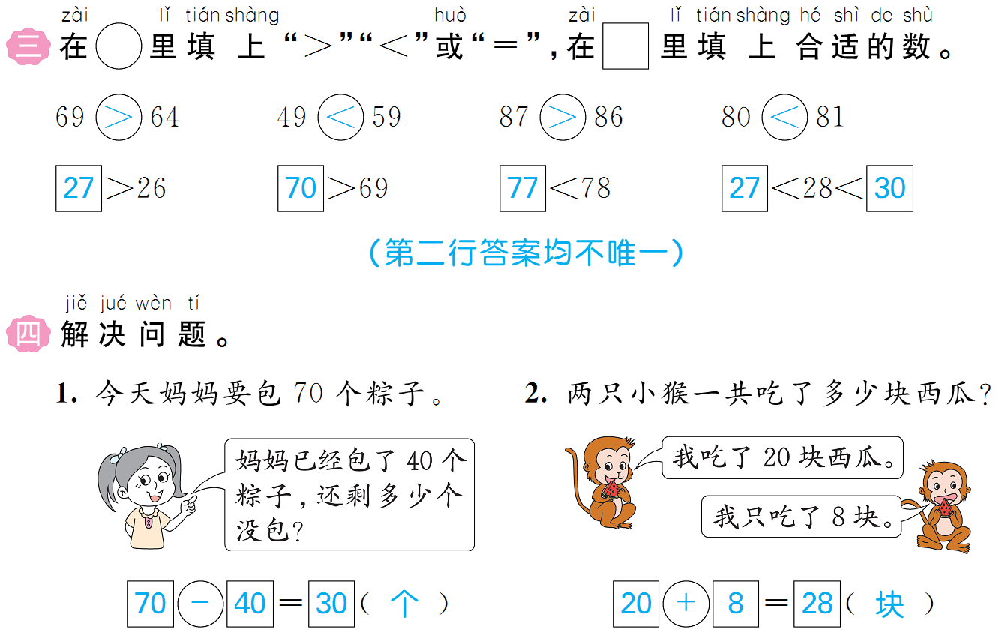 zài lǐ tián shàng huò zài lǐ tián shàng hé shì de shù
三 在○里填上“＞”“＜”或“＝”，在□里填上合适的数。
69 > 64 49 < 59 87 > 86 80 < 81
27 > 26 70 > 69 77 < 78 27 < 28 < 30
（第二行答案均不唯一）
jiě jué wèn tí
四 解决问题。
1. 今天妈妈要包 70 个粽子。
妈妈已经包了 40 个
粽子，还剩多少个
没包？
70 － 40 ＝ 30（个）
2. 两只小猴一共吃了多少块西瓜？
我吃了 20 块西瓜。
我只吃了 8 块。
20 ＋ 8 ＝ 28（块）